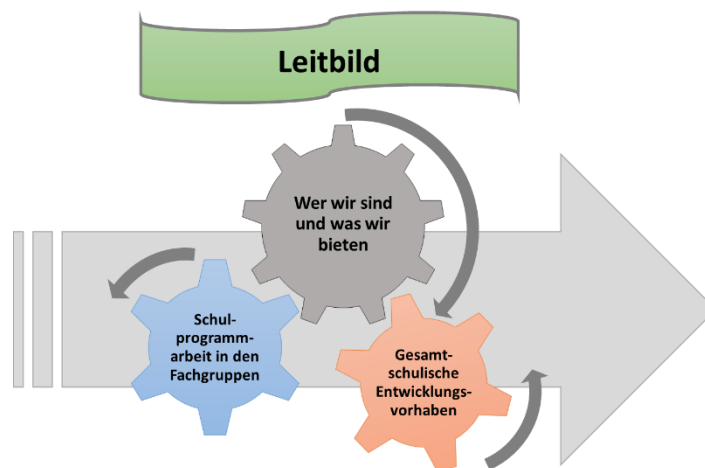 Leitbild
Wer wir sind
und was wir
bieten
Schul-
programm-
arbeit in den
Fachgruppen
Gesamt-
schulische
Entwicklungs-
vorhaben